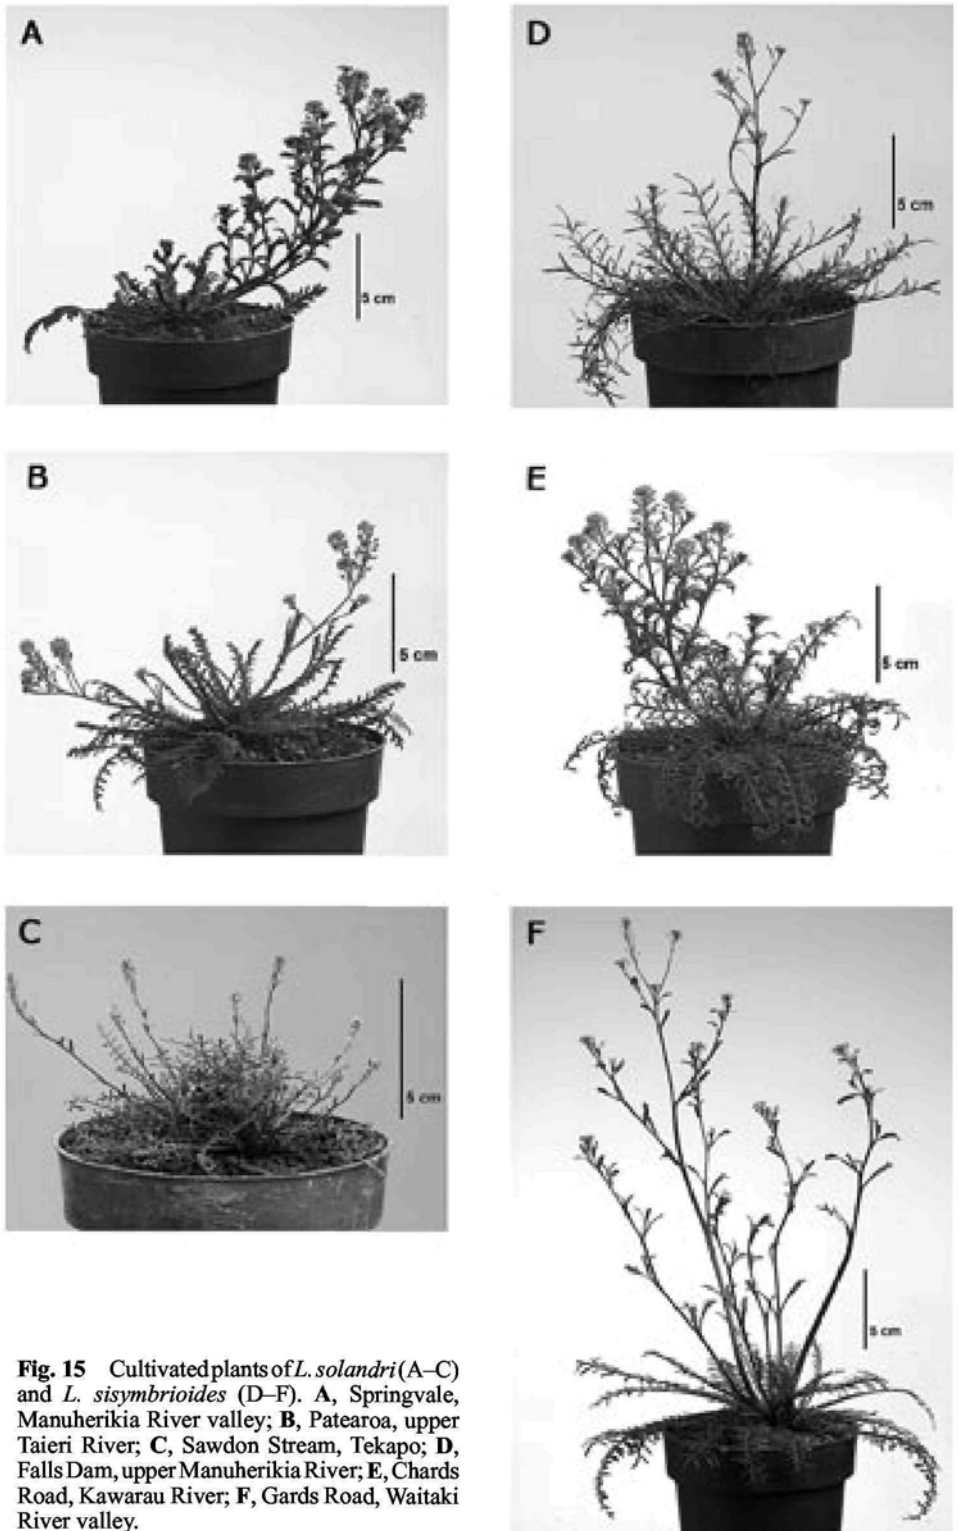 A
5 cm
D
5 cm
B
5 cm
E
5 cm
C
5 cm
F
5 cm
Fig. 15 Cultivated plants of L. solandri (A–C)
and L. sisymbrioides (D–F). A, Springvale,
Manuherikia River valley; B, Patearoa, upper
Taieri River; C, Sawdon Stream, Tekapo; D,
Falls Dam, upper Manuherikia River; E, Chards
Road, Kawarau River; F, Gards Road, Waitaki
River valley.